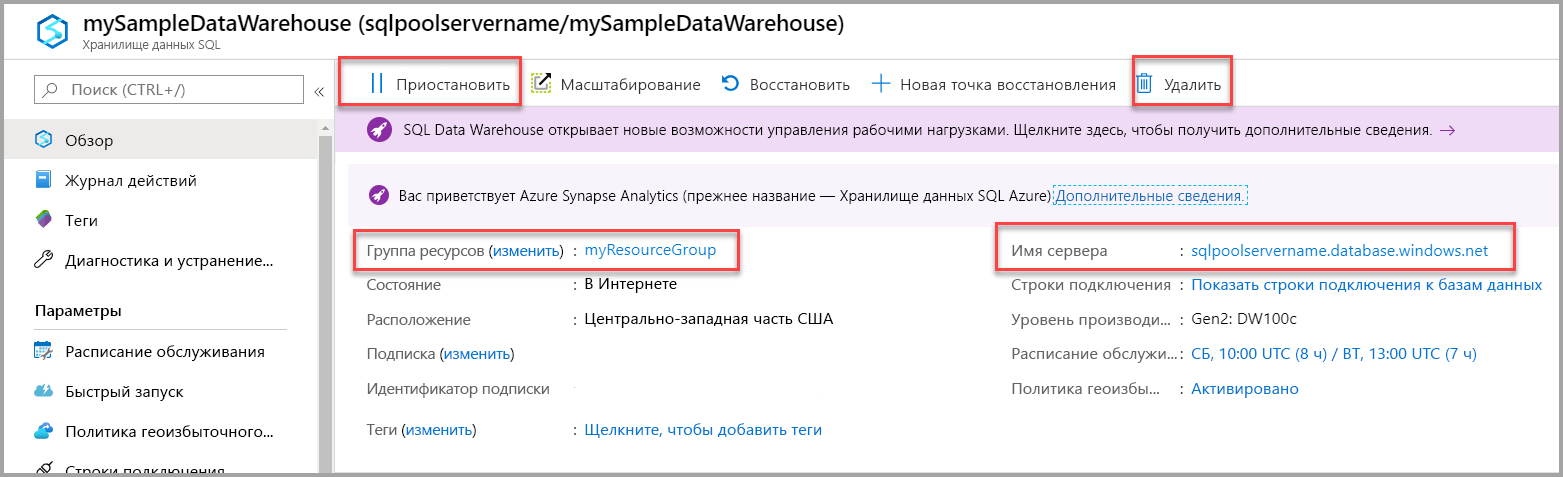 mySampleDataWarehouse (sqlpoolservername/mySampleDataWarehouse)
Хранилище данных SQL
Поиск (CTRL+/)
«
Приостановить
Масштабирование
Восстановить
Новая точка восстановления
Удалить
SQL Data Warehouse открывает новые возможности управления рабочими нагрузками. Щелкните здесь, чтобы получить дополнительные сведения. →
Вас приветствует Azure Synapse Analytics (прежнее название — Хранилище данных SQL Azure) Дополнительные сведения.
Обзор
Журнал действий
Теги
Диагностика и устранение...
Параметры
Расписание обслуживания
Быстрый запуск
Политика геоизбыточного...
Строки подключения
Группа ресурсов (изменить) : myResourceGroup
Состояние : В Интернете
Расположение : Центрально-западная часть США
Подписка (изменить)
Идентификатор подписки
Теги (изменить) : Щелкните, чтобы добавить теги
Имя сервера : sqlpoolservername.database.windows.net
Строки подключения : Показать строки подключения к базам данных
Уровень производи... : Gen2: DW100c
Расписание обслужи... : СБ, 10:00 UTC (8 ч) / ВТ, 13:00 UTC (7 ч)
Политика геоизбы... : Активировано